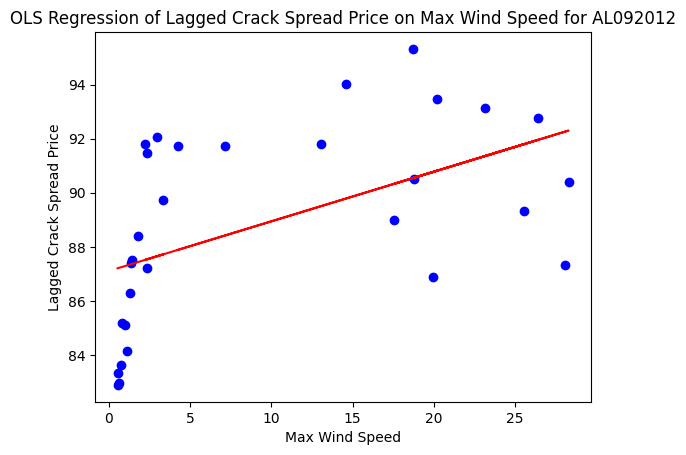 OLS Regression of Lagged Crack Spread Price on Max Wind Speed for AL092012
Lagged Crack Spread Price
94
92
90
88
86
84
0 5 10 15 20 25
Max Wind Speed